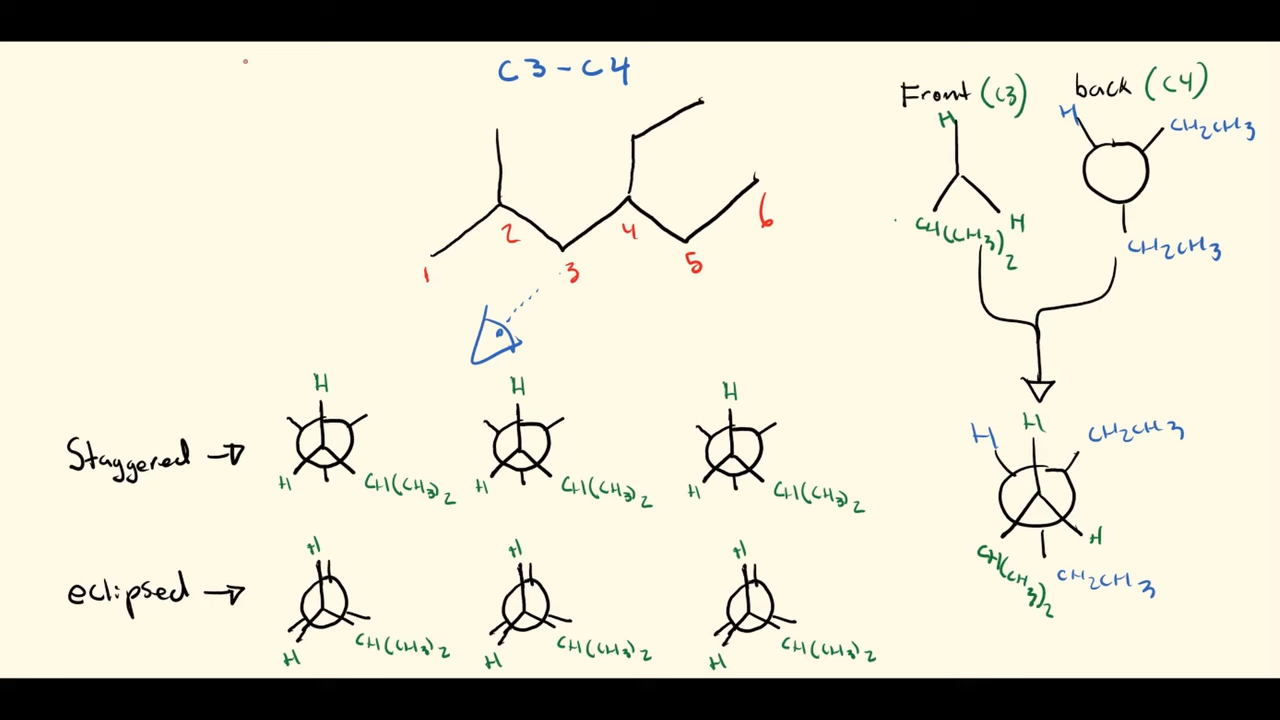 C3-C4
Front (C3)
back (C4)
H
H
CH2CH3
CH(CH3)2
H
CH2CH3
1
2
3
4
5
6
H
H
H
H
H
CH2CH3
Staggered →
H
CH(CH3)2
H
CH(CH3)2
H
CH(CH3)2
CH(CH3)2
H
CH2CH3
H
H
H
eclipsed →
H
CH(CH3)2
H
CH(CH3)2
H
CH(CH3)2